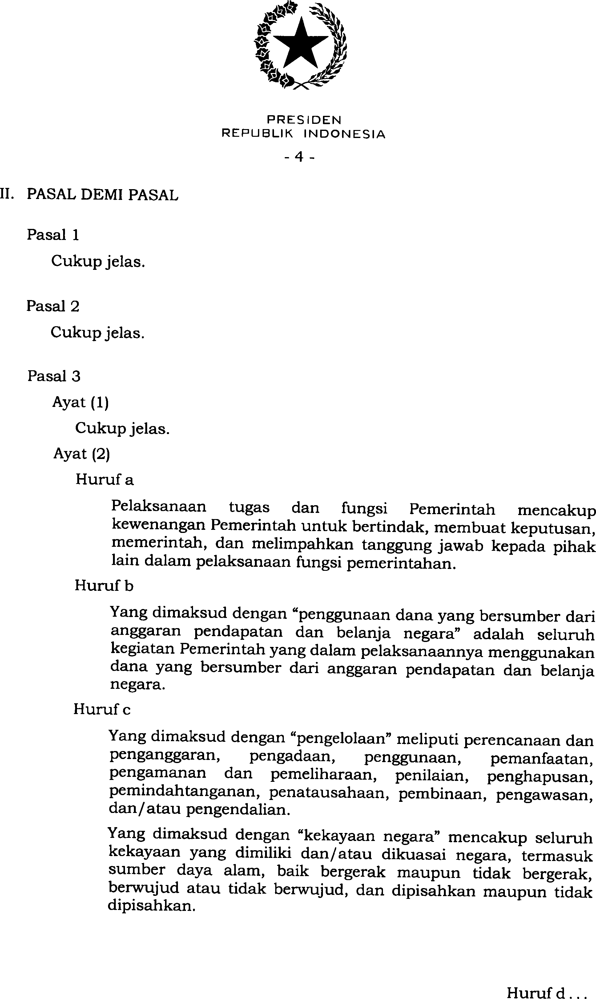 PRESIDEN
REPUBLIK INDONESIA
- 4 -
II. PASAL DEMI PASAL
Pasal 1
Cukup jelas.
Pasal 2
Cukup jelas.
Pasal 3
Ayat (1)
Cukup jelas.
Ayat (2)
Huruf a
Pelaksanaan tugas dan fungsi Pemerintah mencakup
kewenangan Pemerintah untuk bertindak, membuat keputusan,
memerintah, dan melimpahkan tanggung jawab kepada pihak
lain dalam pelaksanaan fungsi pemerintahan.
Huruf b
Yang dimaksud dengan “penggunaan dana yang bersumber dari
anggaran pendapatan dan belanja negara” adalah seluruh
kegiatan Pemerintah yang dalam pelaksanaannya menggunakan
dana yang bersumber dari anggaran pendapatan dan belanja
negara.
Huruf c
Yang dimaksud dengan “pengelolaan” meliputi perencanaan dan
penganggaran, pengadaan, penggunaan, pemanfaatan,
pengamanan dan pemeliharaan, penilaian, penghapusan,
pemindahtanganan, penatausahaan, pembinaan, pengawasan,
dan/atau pengendalian.
Yang dimaksud dengan “kekayaan negara” mencakup seluruh
kekayaan yang dimiliki dan/atau dikuasai negara, termasuk
sumber daya alam, baik bergerak maupun tidak bergerak,
berwujud atau tidak berwujud, dan dipisahkan maupun tidak
dipisahkan.
Huruf d . . .